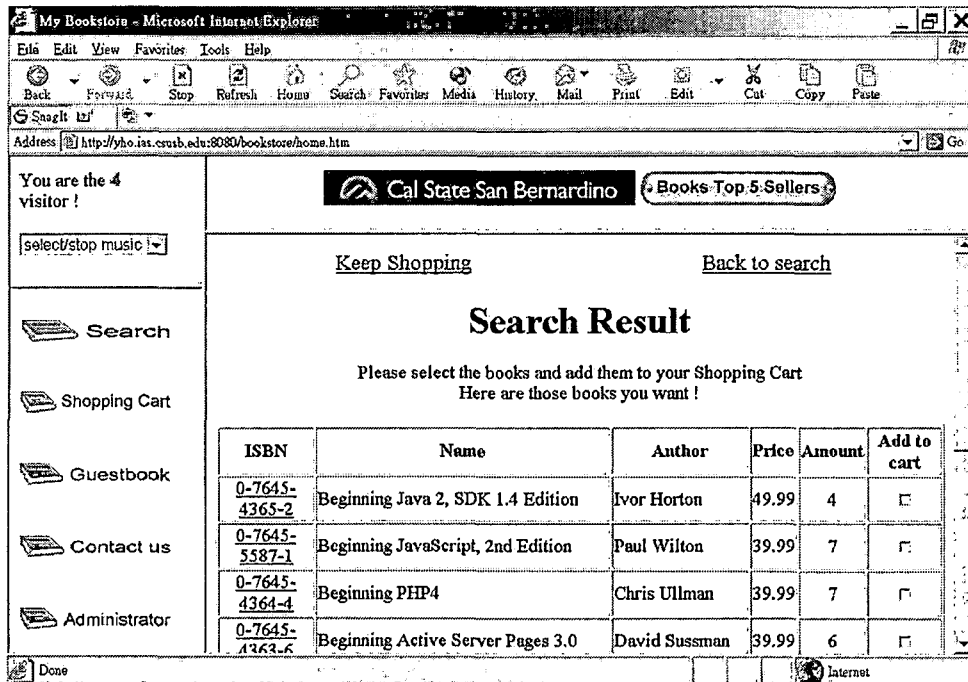 My Bookstore - Microsoft Internet Explorer
File Edit View Favorites Tools Help
Back Forward Stop Refresh Home Search Favorites Media History Mail Print Edit Cut Copy Paste
SnagIt
Address http://yho.ias.csusb.edu:8080/bookstore/home.htm Go
You are the 4
visitor !
select/stop music
Cal State San Bernardino Books Top 5 Sellers
Keep Shopping Back to search
Search Result
Please select the books and add them to your Shopping Cart
Here are those books you want !
Search
Shopping Cart
Guestbook
Contact us
Administrator
ISBN Name Author Price Amount Add to cart
0-7645-4365-2 Beginning Java 2, SDK 1.4 Edition Ivor Horton 49.99 4
0-7645-5587-1 Beginning JavaScript, 2nd Edition Paul Wilton 39.99 7
0-7645-4364-4 Beginning PHP4 Chris Ullman 39.99 7
0-7645-4363-6 Beginning Active Server Pages 3.0 David Sussman 39.99 6
Done Internet